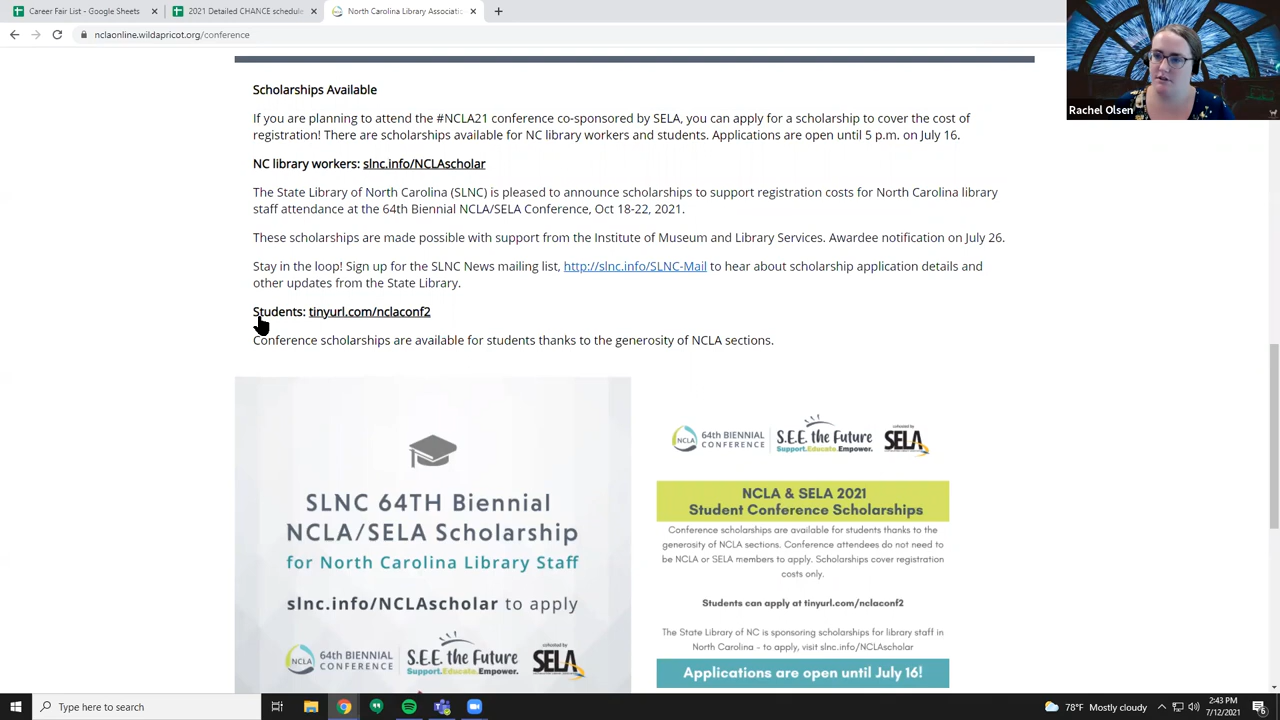 Career Fair List - Google Sheets
2021 Detailed CHANCE schedule
North Carolina Library Associatio
nclaonline.wildapricot.org/conference
Rachel Olsen
Scholarships Available
If you are planning to attend the #NCLA21 conference co-sponsored by SELA, you can apply for a scholarship to cover the cost of
registration! There are scholarships available for NC library workers and students. Applications are open until 5 p.m. on July 16.
NC library workers: slnc.info/NCLAscholar
The State Library of North Carolina (SLNC) is pleased to announce scholarships to support registration costs for North Carolina library
staff attendance at the 64th Biennial NCLA/SELA Conference, Oct 18-22, 2021.
These scholarships are made possible with support from the Institute of Museum and Library Services. Awardee notification on July 26.
Stay in the loop! Sign up for the SLNC News mailing list, http://slnc.info/SLNC-Mail to hear about scholarship application details and
other updates from the State Library.
Students: tinyurl.com/nclaconf2
Conference scholarships are available for students thanks to the generosity of NCLA sections.
SLNC 64TH Biennial
NCLA/SELA Scholarship
for North Carolina Library Staff
slnc.info/NCLAscholar to apply
NCLA 64th BIENNIAL CONFERENCE S.E.E. the Future Support.Educate.Empower. cohosted by SELA
NCLA 64th BIENNIAL CONFERENCE S.E.E. the Future Support.Educate.Empower. cohosted by SELA
NCLA & SELA 2021
Student Conference Scholarships
Conference scholarships are available for students thanks to the
generosity of NCLA sections. Conference attendees do not need to
be NCLA or SELA members to apply. Scholarships cover registration
costs only.
Students can apply at tinyurl.com/nclaconf2
The State Library of NC is sponsoring scholarships for library staff in
North Carolina - to apply, visit slnc.info/NCLAscholar
Applications are open until July 16!
Type here to search
78°F Mostly cloudy
2:43 PM
7/12/2021
6